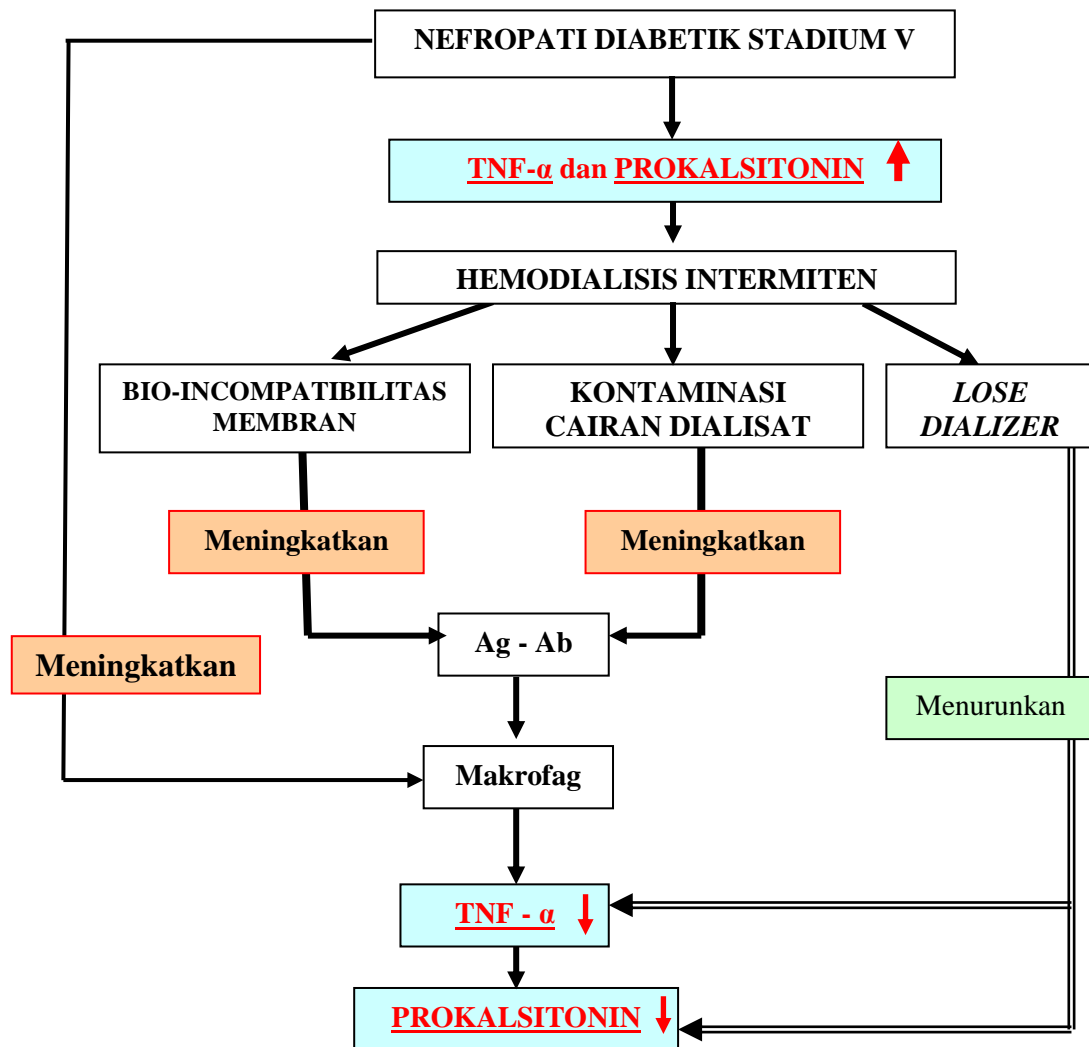 NEFROPATI DIABETIK STADIUM V
TNF-α dan PROKALSITONIN
HEMODIALISIS INTERMITEN
BIO-INCOMPATIBILITAS
MEMBRAN
KONTAMINASI
CAIRAN DIALISAT
LOSE
DIALIZER
Meningkatkan
Meningkatkan
Ag - Ab
Meningkatkan
Menurunkan
Makrofag
TNF - α
PROKALSITONIN